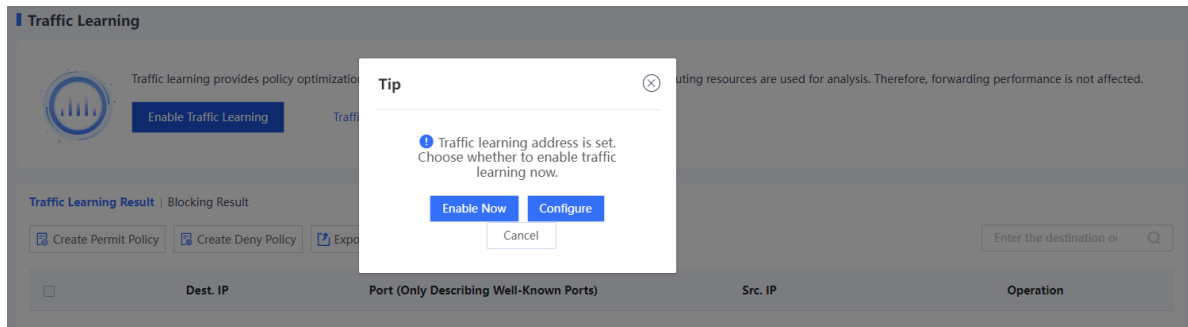 Traffic Learning
Traffic learning provides policy optimization
uting resources are used for analysis. Therefore, forwarding performance is not affected.
Enable Traffic Learning
Traffi
Tip
Traffic learning address is set.
Choose whether to enable traffic
learning now.
Enable Now Configure
Cancel
Traffic Learning Result | Blocking Result
Create Permit Policy Create Deny Policy Expo
Enter the destination o
Dest. IP Port (Only Describing Well-Known Ports) Src. IP Operation